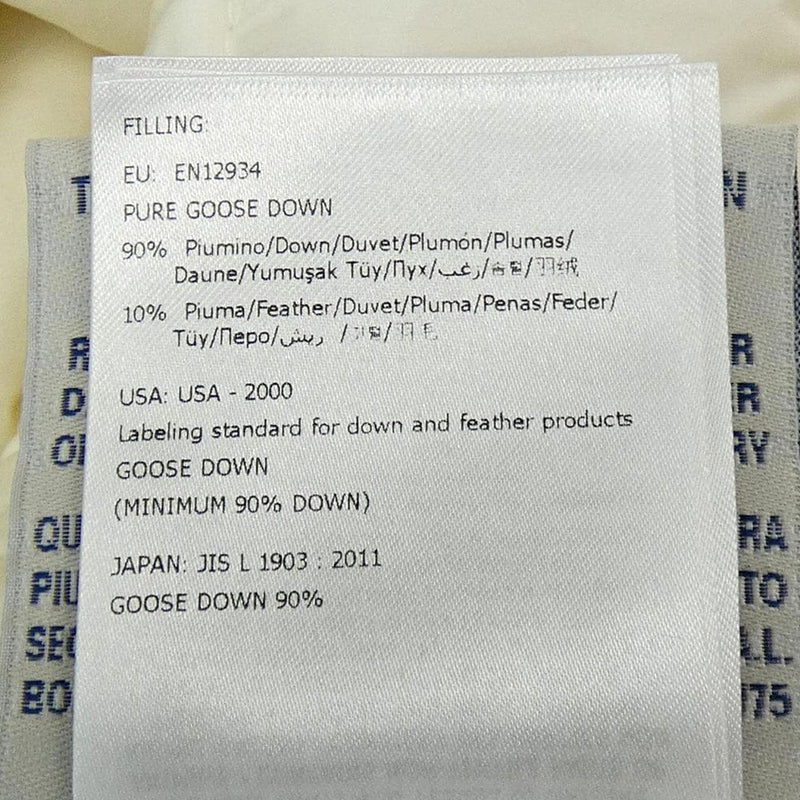 FILLING:
EU: EN12934
PURE GOOSE DOWN
90% Piumino/Down/Duvet/Plumón/Plumas/
Daune/Yumuşak Tüy/Пух/زغب/솜털/羽绒
10% Piuma/Feather/Duvet/Pluma/Penas/Feder/
Tüy/Перо/ريش /羽毛
USA: USA - 2000
Labeling standard for down and feather products
GOOSE DOWN
(MINIMUM 90% DOWN)
JAPAN: JIS L 1903 : 2011
GOOSE DOWN 90%